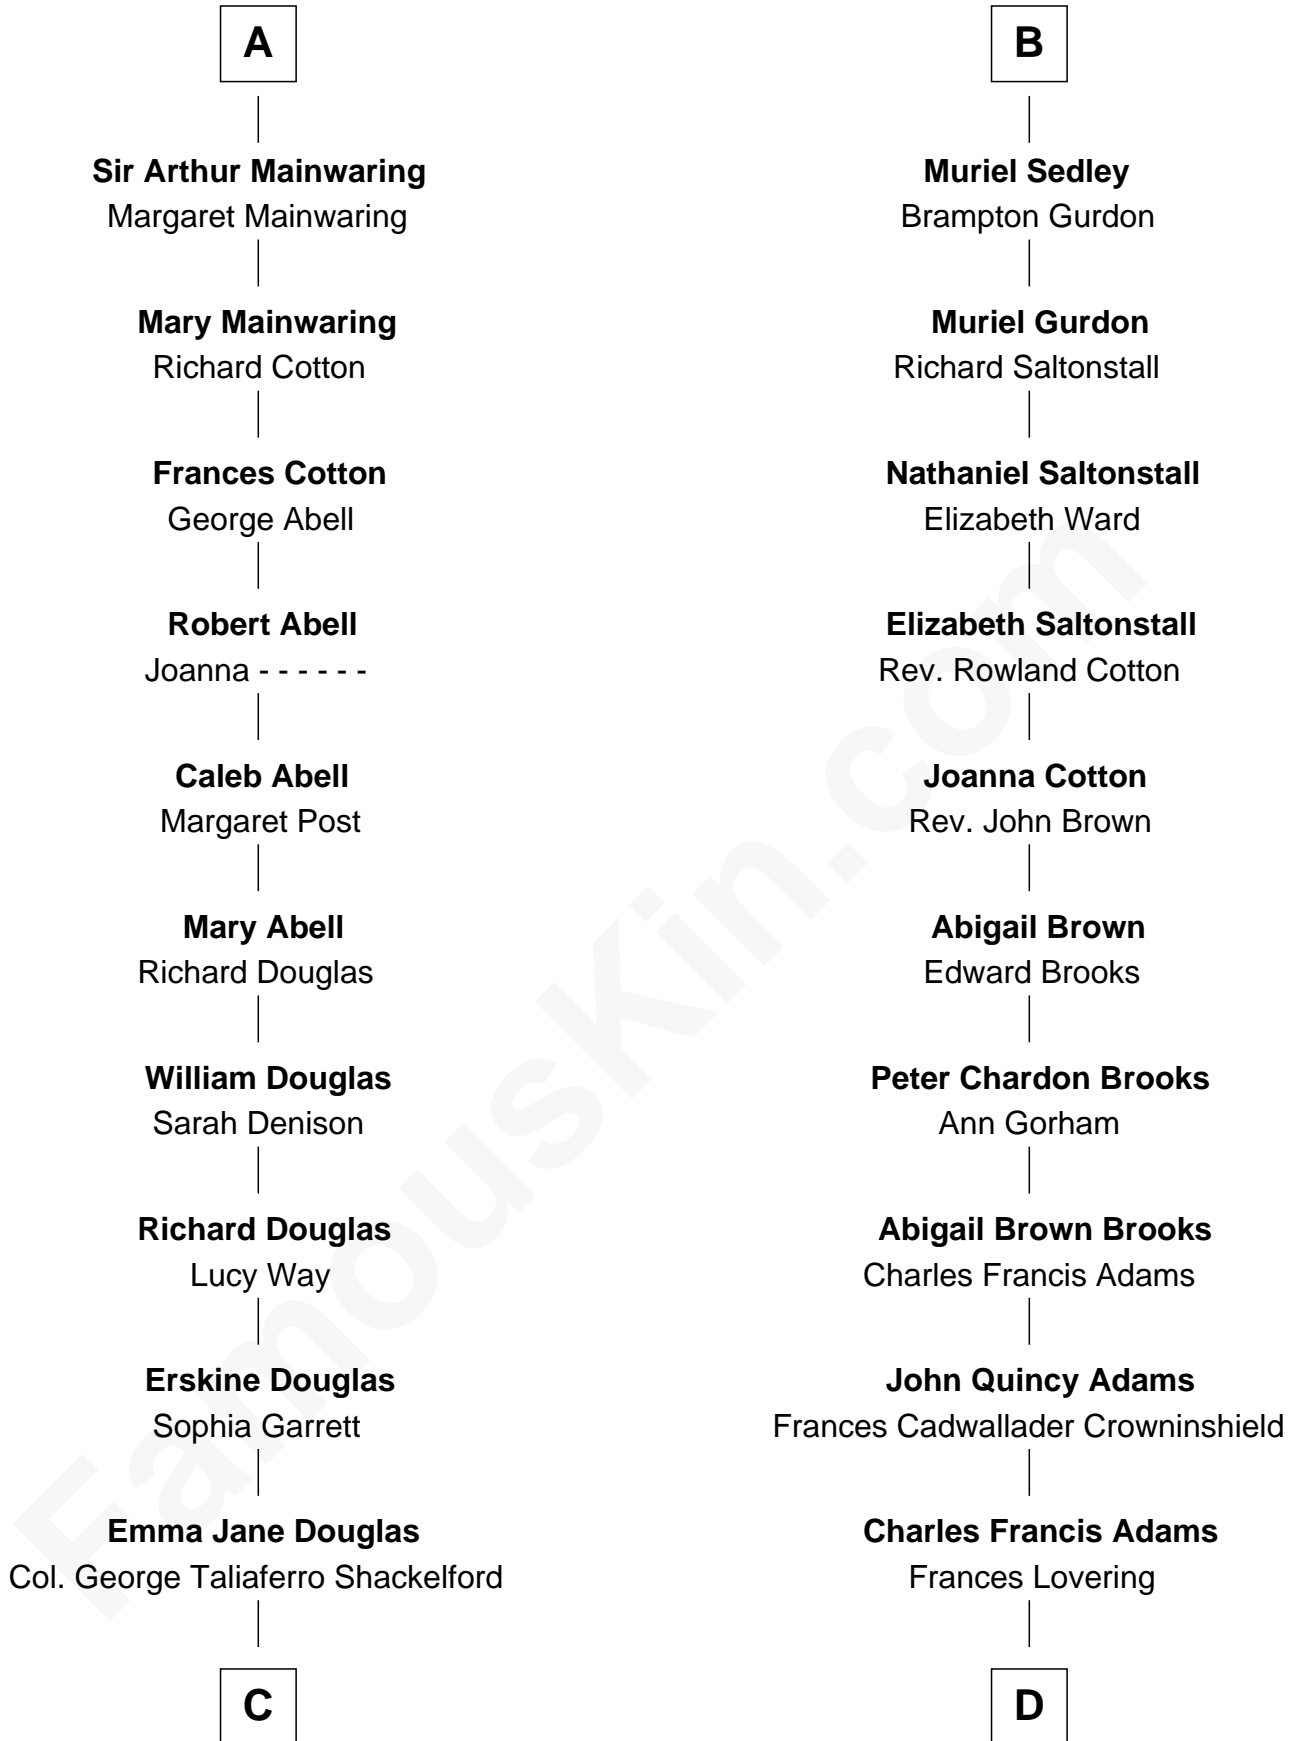 A
Sir Arthur Mainwaring
Margaret Mainwaring
Mary Mainwaring
Richard Cotton
Frances Cotton
George Abell
Robert Abell
Joanna - - - - - -
Caleb Abell
Margaret Post
Mary Abell
Richard Douglas
William Douglas
Sarah Denison
Richard Douglas
Lucy Way
Erskine Douglas
Sophia Garrett
Emma Jane Douglas
Col. George Taliaferro Shackelford
C
B
Muriel Sedley
Brampton Gurdon
Muriel Gurdon
Richard Saltonstall
Nathaniel Saltonstall
Elizabeth Ward
Elizabeth Saltonstall
Rev. Rowland Cotton
Joanna Cotton
Rev. John Brown
Abigail Brown
Edward Brooks
Peter Chardon Brooks
Ann Gorham
Abigail Brown Brooks
Charles Francis Adams
John Quincy Adams
Frances Cadwallader Crowninshield
Charles Francis Adams
Frances Lovering
D
FamousKin.com